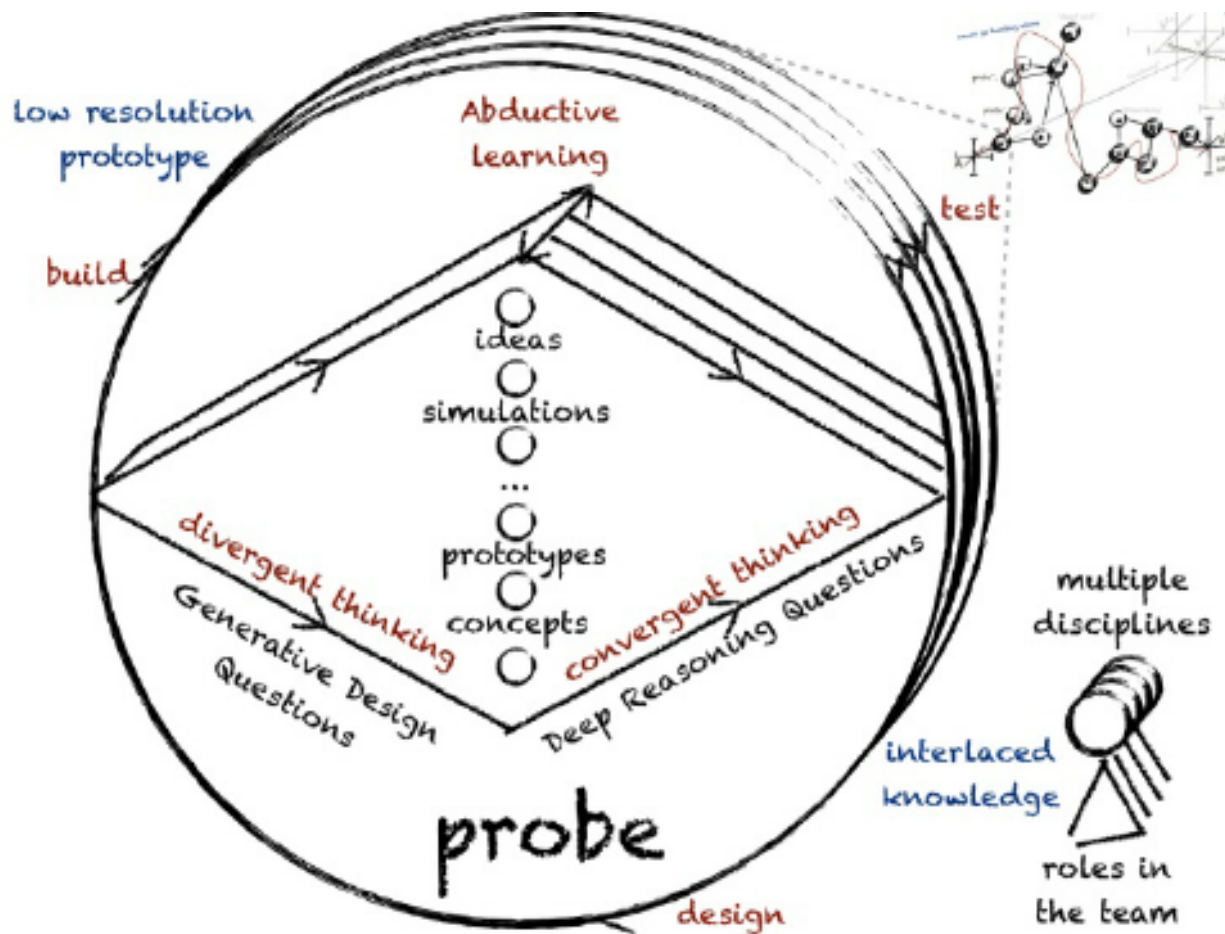 low resolution
prototype
Abductive
learning
test
build
ideas
simulations
...
prototypes
concepts
divergent thinking
Generative Design
Questions
convergent thinking
Deep Reasoning Questions
multiple
disciplines
interlaced
knowledge
roles in
the team
probe
design